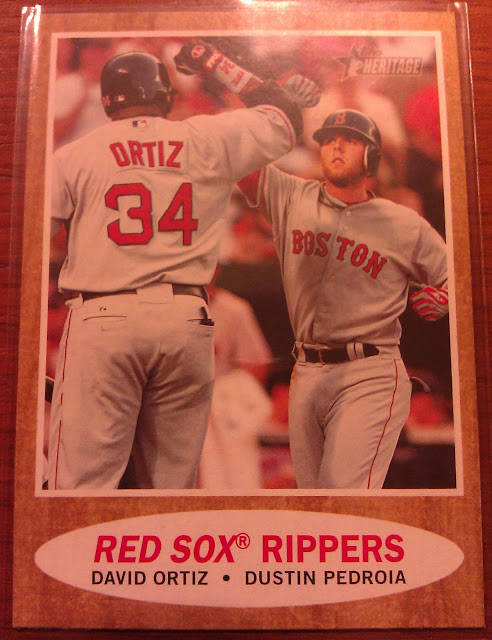 HERITAGE
ORTIZ
34
BOSTON
RED SOX® RIPPERS
DAVID ORTIZ • DUSTIN PEDROIA